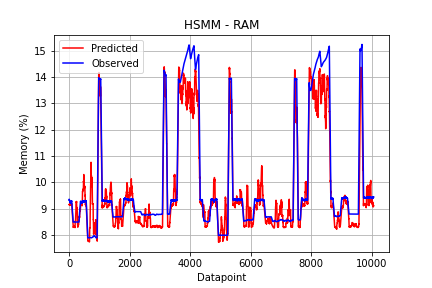 HSMM - RAM
Predicted
Observed
15
14
13
12
11
10
9
8
Memory (%)
0
2000
4000
6000
8000
10000
Datapoint